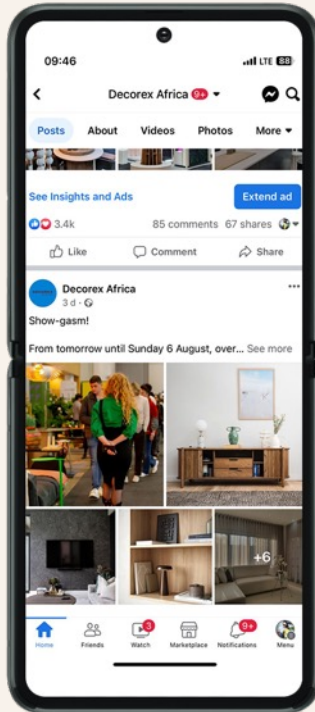 09:46
LTE 88
Decorex Africa 9+
Posts About Videos Photos More
See Insights and Ads
Extend ad
3.4k 85 comments 67 shares
Like Comment Share
Decorex Africa
3 d ·
Show-gasm!
From tomorrow until Sunday 6 August, over... See more
+6
3 9+
Home Friends Watch Marketplace Notifications Menu